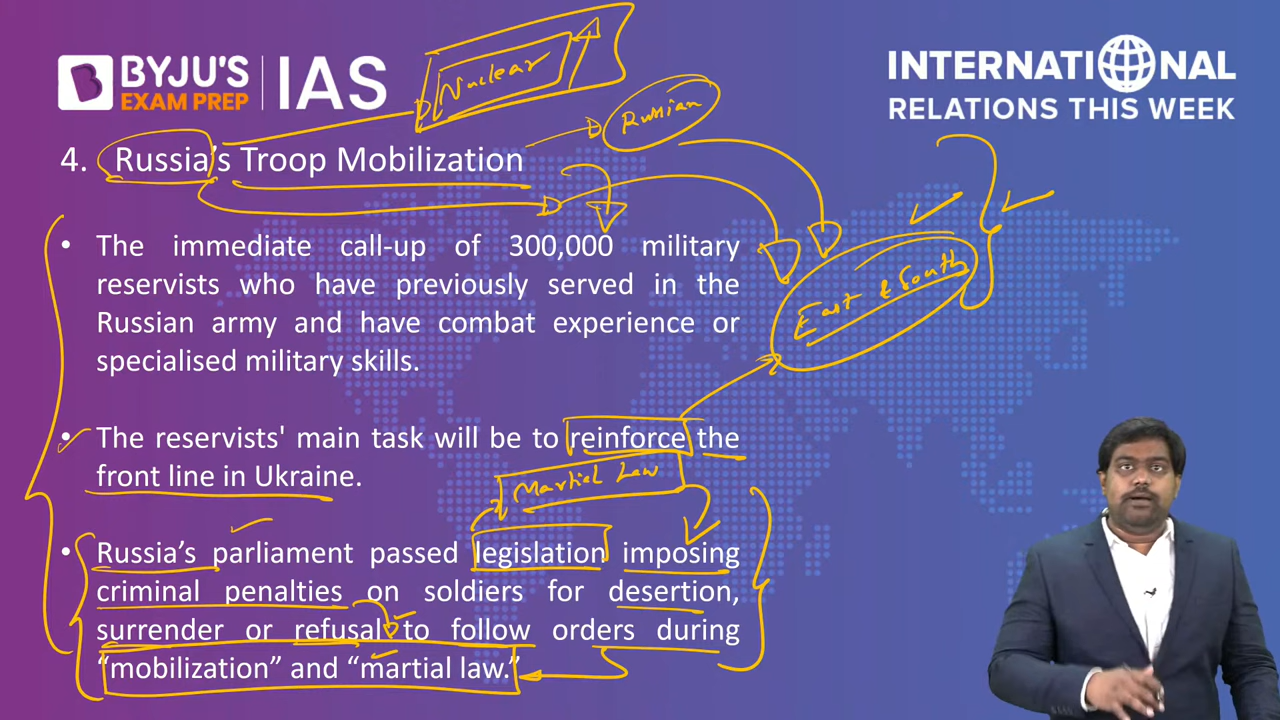 BYJU'S
EXAM PREP
IAS
INTERNATIONAL
RELATIONS THIS WEEK
Nuclear
Russian
4. Russia's Troop Mobilization
• The immediate call-up of 300,000 military
reservists who have previously served in the
Russian army and have combat experience or
specialised military skills.
East & South
• The reservists' main task will be to reinforce the
front line in Ukraine.
Martial Law
• Russia's parliament passed legislation imposing
criminal penalties on soldiers for desertion,
surrender or refusal to follow orders during
“mobilization” and “martial law.”